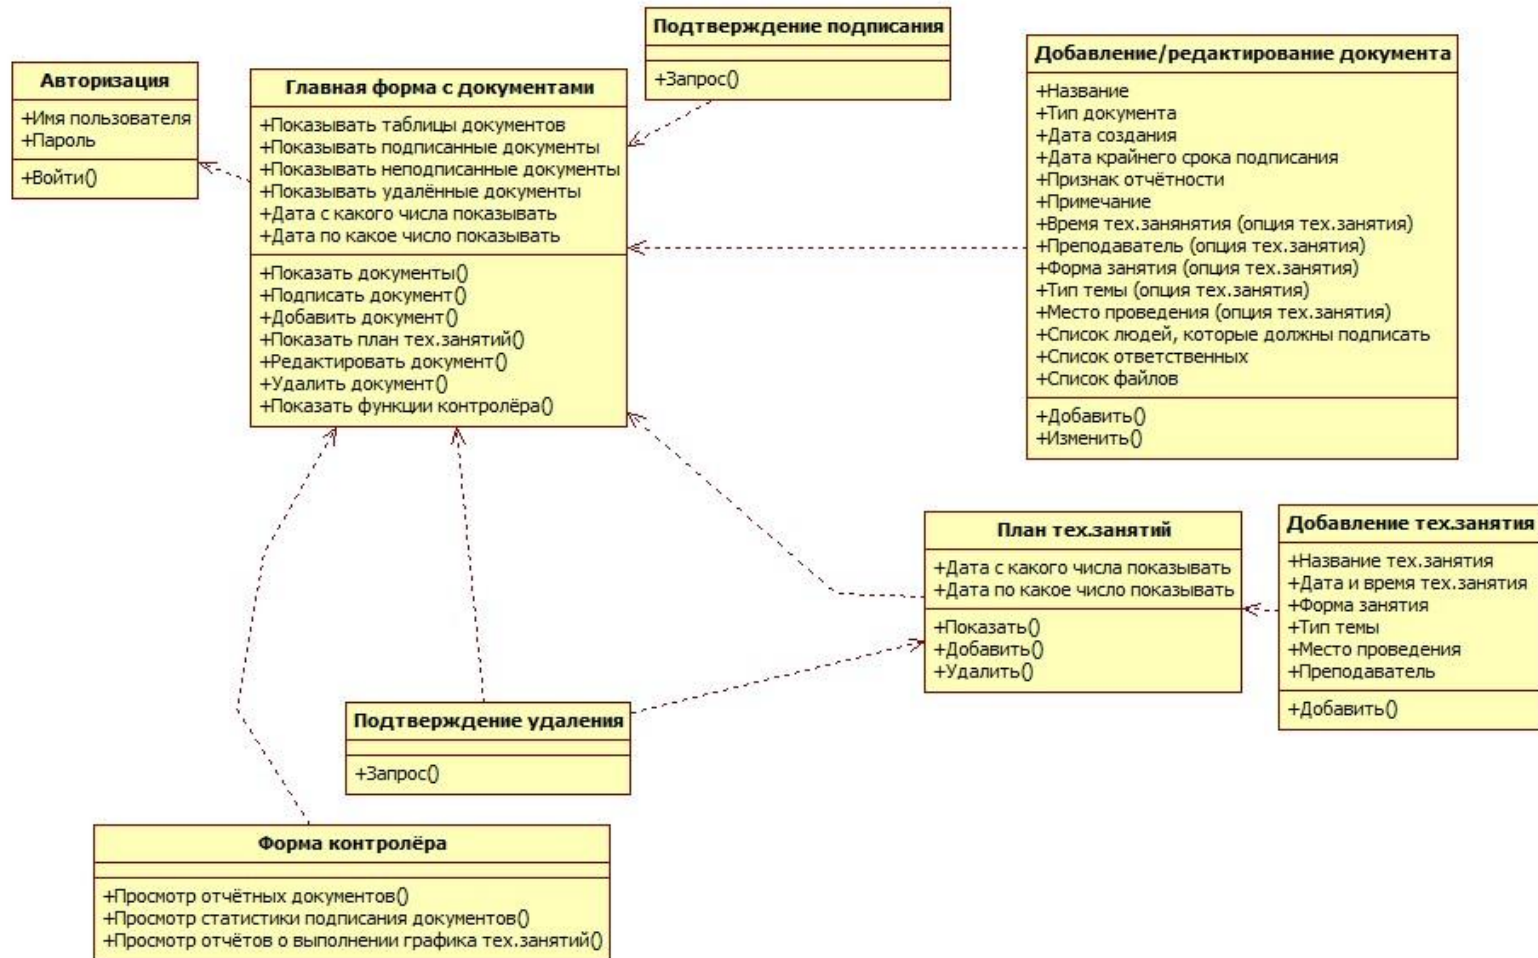 Подтверждение подписания
+Запрос()
Авторизация
+Имя пользователя
+Пароль
+Войти()
Главная форма с документами
+Показывать таблицы документов
+Показывать подписанные документы
+Показывать неподписанные документы
+Показывать удалённые документы
+Дата с какого числа показывать
+Дата по какое число показывать
+Показать документы()
+Подписать документ()
+Добавить документ()
+Показать план тех.занятий()
+Редактировать документ()
+Удалить документ()
+Показать функции контролёра()
Добавление/редактирование документа
+Название
+Тип документа
+Дата создания
+Дата крайнего срока подписания
+Признак отчётности
+Примечание
+Время тех.занянятия (опция тех.занятия)
+Преподаватель (опция тех.занятия)
+Форма занятия (опция тех.занятия)
+Тип темы (опция тех.занятия)
+Место проведения (опция тех.занятия)
+Список людей, которые должны подписать
+Список ответственных
+Список файлов
+Добавить()
+Изменить()
План тех.занятий
+Дата с какого числа показывать
+Дата по какое число показывать
+Показать()
+Добавить()
+Удалить()
Добавление тех.занятия
+Название тех.занятия
+Дата и время тех.занятия
+Форма занятия
+Тип темы
+Место проведения
+Преподаватель
+Добавить()
Подтверждение удаления
+Запрос()
Форма контролёра
+Просмотр отчётных документов()
+Просмотр статистики подписания документов()
+Просмотр отчётов о выполнении графика тех.занятий()